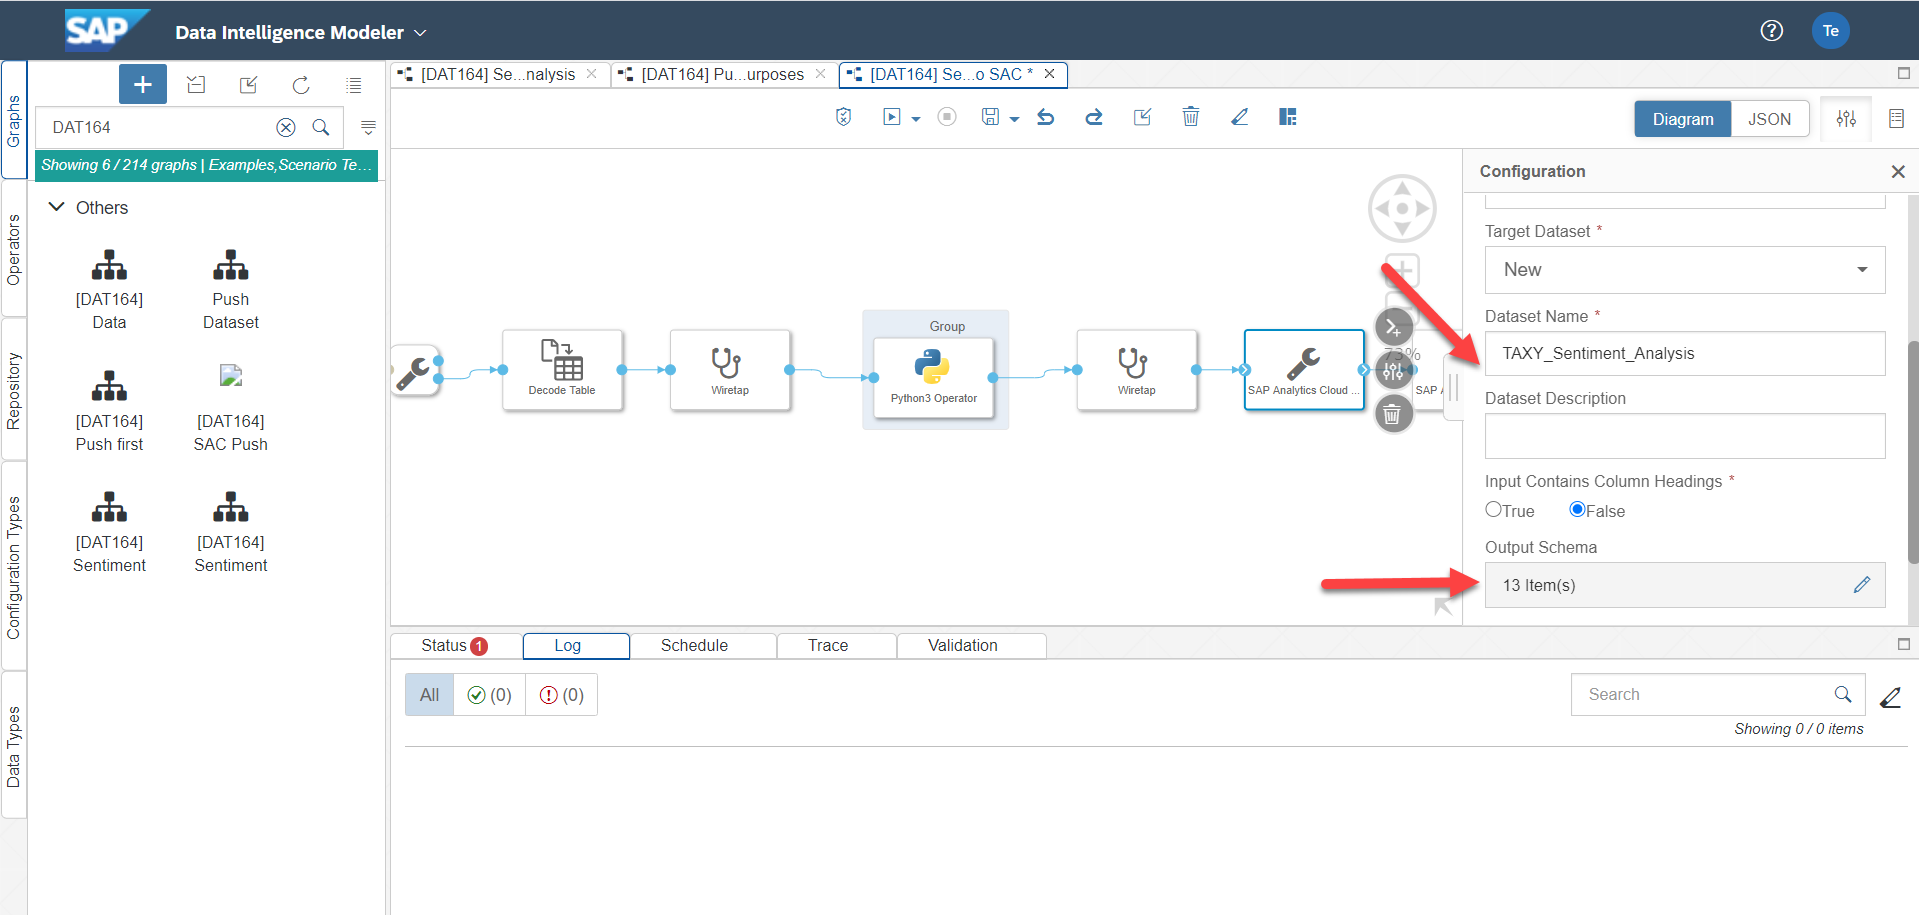 SAP
Data Intelligence Modeler
Te
Graphs
Operators
Repository
Configuration Types
Data Types
DAT164
Showing 6 / 214 graphs | Examples,Scenario Te...
Others
[DAT164]
Data
Push
Dataset
[DAT164]
Push first
[DAT164]
SAC Push
[DAT164]
Sentiment
[DAT164]
Sentiment
[DAT164] Se...nalysis
[DAT164] Pu...urposes
[DAT164] Se...o SAC *
Diagram
JSON
Decode Table
Wiretap
Group
Python3 Operator
Wiretap
SAP Analytics Cloud ...
73%
SAP A
Configuration
Target Dataset *
New
Dataset Name *
TAXY_Sentiment_Analysis
Dataset Description
Input Contains Column Headings *
True
False
Output Schema
13 Item(s)
Status 1
Log
Schedule
Trace
Validation
All
(0)
(0)
Search
Showing 0 / 0 items